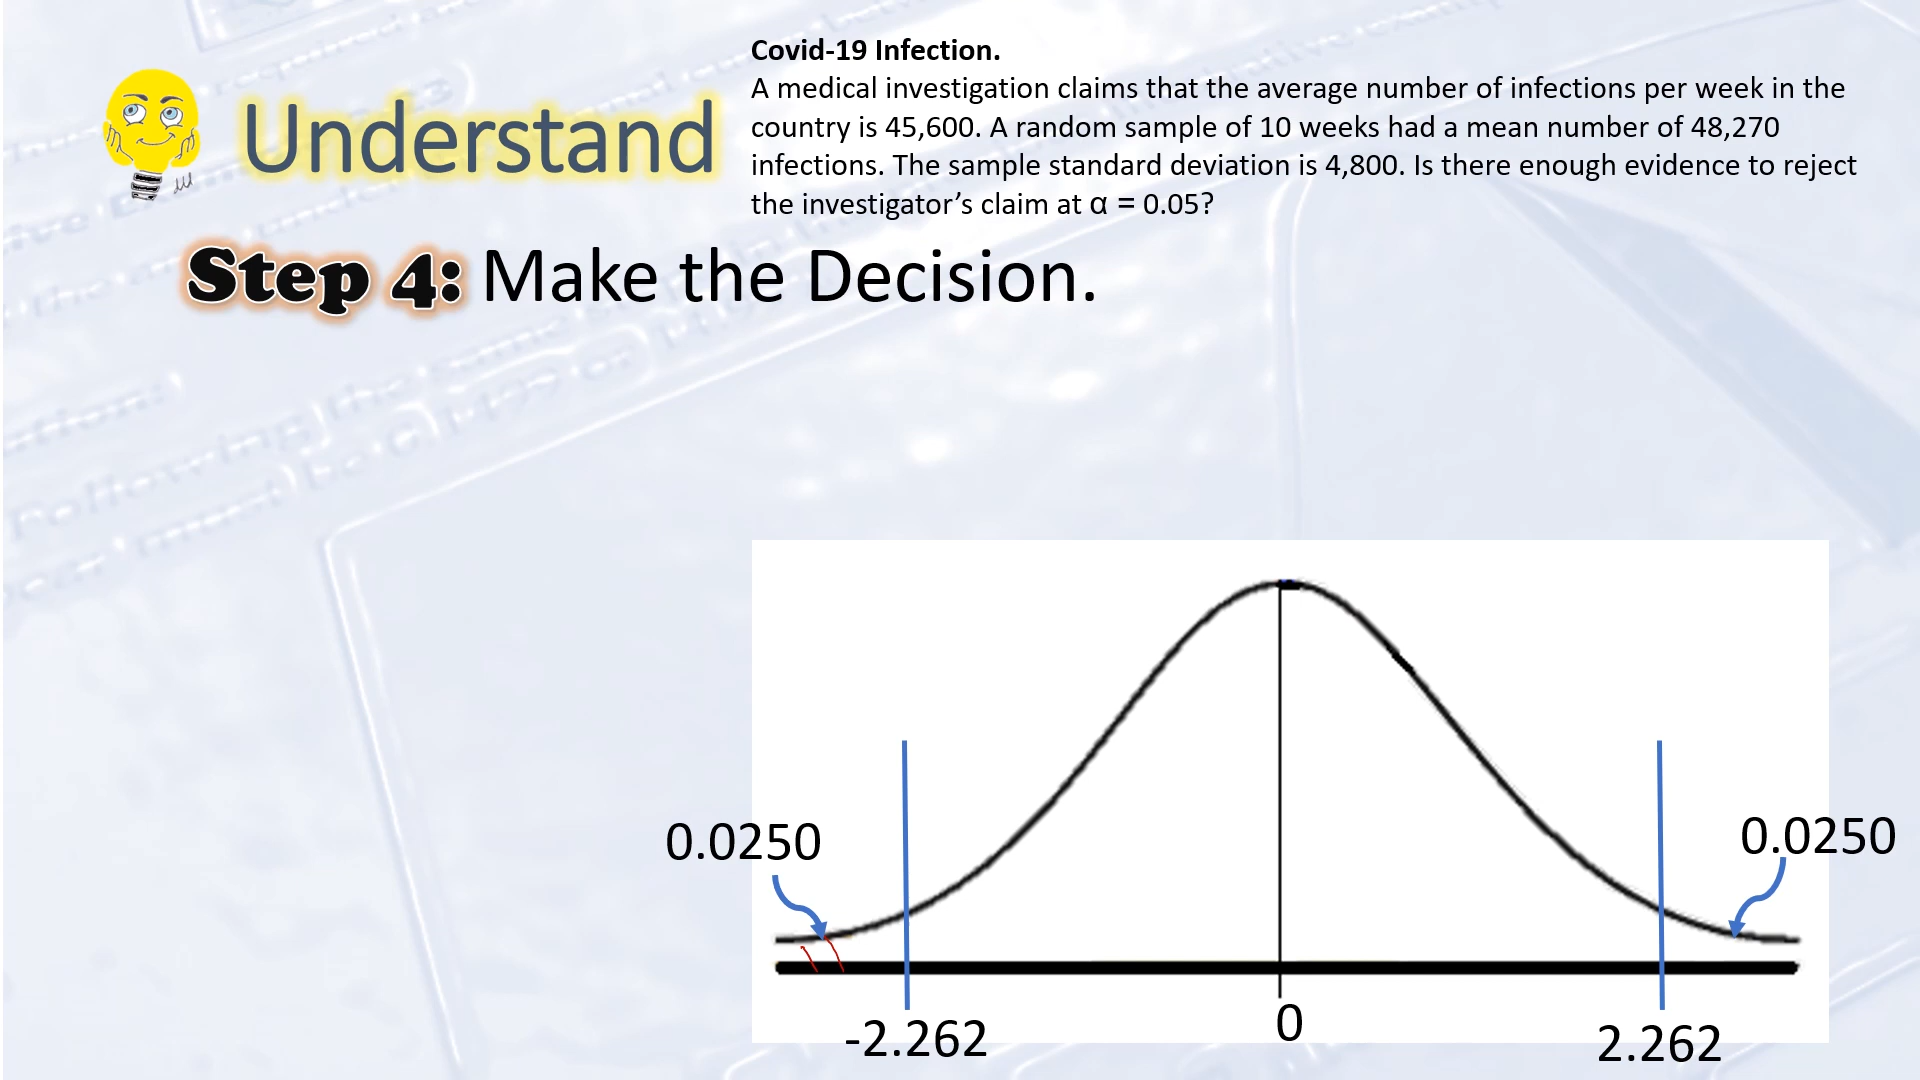 Covid-19 Infection.
A medical investigation claims that the average number of infections per week in the
country is 45,600. A random sample of 10 weeks had a mean number of 48,270
infections. The sample standard deviation is 4,800. Is there enough evidence to reject
the investigator’s claim at α = 0.05?
Understand
Step 4: Make the Decision.
0.0250
0.0250
-2.262
0
2.262